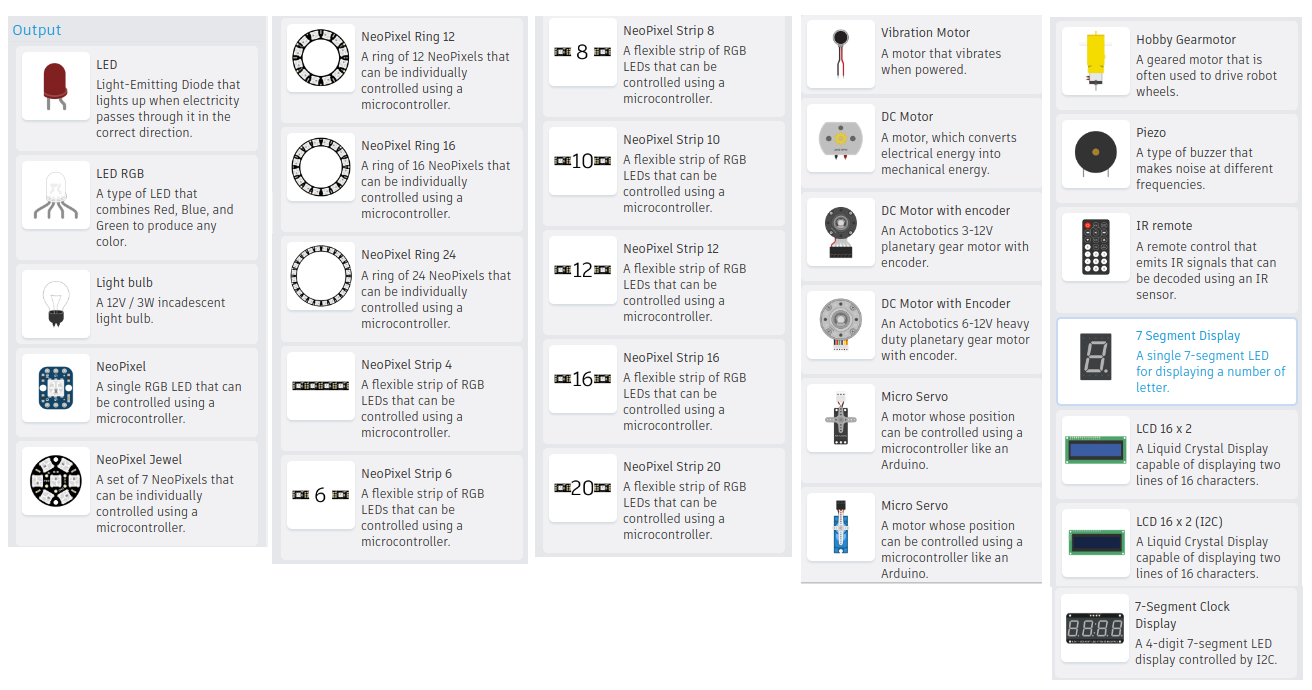 Output
LED
Light-Emitting Diode that
lights up when electricity
passes through it in the
correct direction.
LED RGB
A type of LED that
combines Red, Blue, and
Green to produce any
color.
Light bulb
A 12V / 3W incadescent
light bulb.
NeoPixel
A single RGB LED that can
be controlled using a
microcontroller.
NeoPixel Jewel
A set of 7 NeoPixels that
can be individually
controlled using a
microcontroller.
NeoPixel Ring 12
A ring of 12 NeoPixels that
can be individually
controlled using a
microcontroller.
NeoPixel Ring 16
A ring of 16 NeoPixels that
can be individually
controlled using a
microcontroller.
NeoPixel Ring 24
A ring of 24 NeoPixels that
can be individually
controlled using a
microcontroller.
NeoPixel Strip 4
A flexible strip of RGB
LEDs that can be
controlled using a
microcontroller.
6
NeoPixel Strip 6
A flexible strip of RGB
LEDs that can be
controlled using a
microcontroller.
8
NeoPixel Strip 8
A flexible strip of RGB
LEDs that can be
controlled using a
microcontroller.
10
NeoPixel Strip 10
A flexible strip of RGB
LEDs that can be
controlled using a
microcontroller.
12
NeoPixel Strip 12
A flexible strip of RGB
LEDs that can be
controlled using a
microcontroller.
16
NeoPixel Strip 16
A flexible strip of RGB
LEDs that can be
controlled using a
microcontroller.
20
NeoPixel Strip 20
A flexible strip of RGB
LEDs that can be
controlled using a
microcontroller.
Vibration Motor
A motor that vibrates
when powered.
DC Motor
A motor, which converts
electrical energy into
mechanical energy.
DC Motor with encoder
An Actobotics 3-12V
planetary gear motor with
encoder.
DC Motor with Encoder
An Actobotics 6-12V heavy
duty planetary gear motor
with encoder.
Micro Servo
A motor whose position
can be controlled using a
microcontroller like an
Arduino.
Micro Servo
A motor whose position
can be controlled using a
microcontroller like an
Arduino.
Hobby Gearmotor
A geared motor that is
often used to drive robot
wheels.
Piezo
A type of buzzer that
makes noise at different
frequencies.
IR remote
A remote control that
emits IR signals that can
be decoded using an IR
sensor.
7 Segment Display
A single 7-segment LED
for displaying a number of
letter.
LCD 16 x 2
A Liquid Crystal Display
capable of displaying two
lines of 16 characters.
LCD 16 x 2 (I2C)
A Liquid Crystal Display
capable of displaying two
lines of 16 characters.
7-Segment Clock
Display
A 4-digit 7-segment LED
display controlled by I2C.